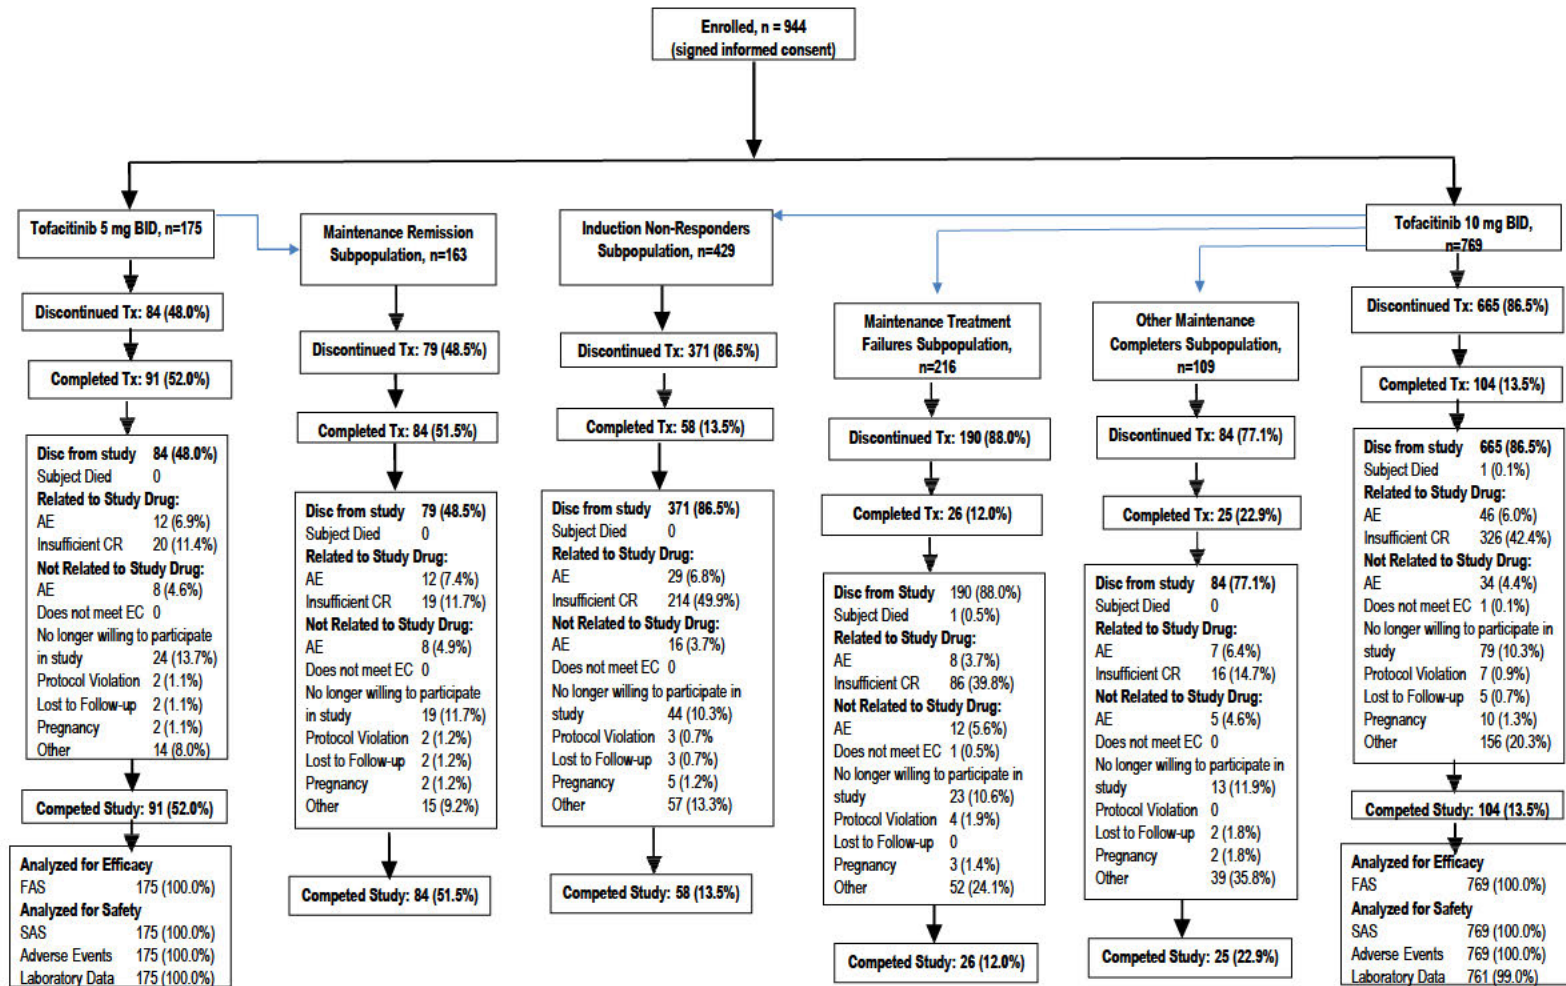 Enrolled, n = 944
(signed informed consent)
Tofacitinib 5 mg BID, n=175
Discontinued Tx: 84 (48.0%)
Completed Tx: 91 (52.0%)
Disc from study 84 (48.0%)
Subject Died 0
Related to Study Drug:
AE 12 (6.9%)
Insufficient CR 20 (11.4%)
Not Related to Study Drug:
AE 8 (4.6%)
Does not meet EC 0
No longer willing to participate
in study 24 (13.7%)
Protocol Violation 2 (1.1%)
Lost to Follow-up 2 (1.1%)
Pregnancy 2 (1.1%)
Other 14 (8.0%)
Competed Study: 91 (52.0%)
Analyzed for Efficacy
FAS 175 (100.0%)
Analyzed for Safety
SAS 175 (100.0%)
Adverse Events 175 (100.0%)
Laboratory Data 175 (100.0%)
Maintenance Remission
Subpopulation, n=163
Discontinued Tx: 79 (48.5%)
Completed Tx: 84 (51.5%)
Disc from study 79 (48.5%)
Subject Died 0
Related to Study Drug:
AE 12 (7.4%)
Insufficient CR 19 (11.7%)
Not Related to Study Drug:
AE 8 (4.9%)
Does not meet EC 0
No longer willing to participate
in study 19 (11.7%)
Protocol Violation 2 (1.2%)
Lost to Follow-up 2 (1.2%)
Pregnancy 2 (1.2%)
Other 15 (9.2%)
Competed Study: 84 (51.5%)
Induction Non-Responders
Subpopulation, n=429
Discontinued Tx: 371 (86.5%)
Completed Tx: 58 (13.5%)
Disc from study 371 (86.5%)
Subject Died 0
Related to Study Drug:
AE 29 (6.8%)
Insufficient CR 214 (49.9%)
Not Related to Study Drug:
AE 16 (3.7%)
Does not meet EC 0
No longer willing to participate in
study 44 (10.3%)
Protocol Violation 3 (0.7%
Lost to Follow-up 3 (0.7%)
Pregnancy 5 (1.2%)
Other 57 (13.3%)
Competed Study: 58 (13.5%)
Maintenance Treatment
Failures Subpopulation,
n=216
Discontinued Tx: 190 (88.0%)
Completed Tx: 26 (12.0%)
Disc from Study 190 (88.0%)
Subject Died 1 (0.5%)
Related to Study Drug:
AE 8 (3.7%)
Insufficient CR 86 (39.8%)
Not Related to Study Drug:
AE 12 (5.6%)
Does not meet EC 1 (0.5%)
No longer willing to participate in
study 23 (10.6%)
Protocol Violation 4 (1.9%)
Lost to Follow-up 0
Pregnancy 3 (1.4%)
Other 52 (24.1%)
Competed Study: 26 (12.0%)
Other Maintenance
Completers Subpopulation,
n=109
Discontinued Tx: 84 (77.1%)
Completed Tx: 25 (22.9%)
Disc from study 84 (77.1%)
Subject Died 0
Related to Study Drug:
AE 7 (6.4%)
Insufficient CR 16 (14.7%)
Not Related to Study Drug:
AE 5 (4.6%)
Does not meet EC 0
No longer willing to participate in
study 13 (11.9%)
Protocol Violation 0
Lost to Follow-up 2 (1.8%)
Pregnancy 2 (1.8%)
Other 39 (35.8%)
Competed Study: 25 (22.9%)
Tofacitinib 10 mg BID,
n=769
Discontinued Tx: 665 (86.5%)
Completed Tx: 104 (13.5%)
Disc from study 665 (86.5%)
Subject Died 1 (0.1%)
Related to Study Drug:
AE 46 (6.0%)
Insufficient CR 326 (42.4%)
Not Related to Study Drug:
AE 34 (4.4%)
Does not meet EC 1 (0.1%)
No longer willing to participate in
study 79 (10.3%)
Protocol Violation 7 (0.9%)
Lost to Follow-up 5 (0.7%)
Pregnancy 10 (1.3%)
Other 156 (20.3%)
Competed Study: 104 (13.5%)
Analyzed for Efficacy
FAS 769 (100.0%)
Analyzed for Safety
SAS 769 (100.0%)
Adverse Events 769 (100.0%)
Laboratory Data 761 (99.0%)